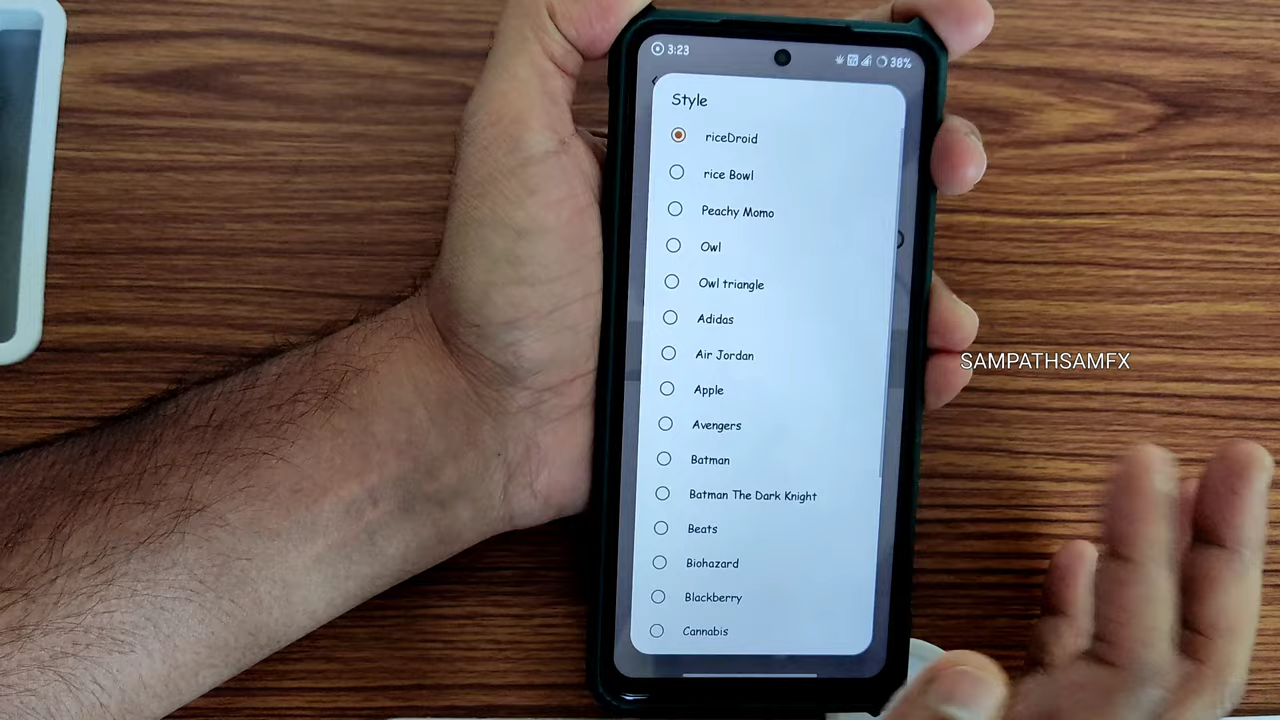 3:23
38%
Style
riceDroid
rice Bowl
Peachy Momo
Owl
Owl triangle
Adidas
Air Jordan
Apple
Avengers
Batman
Batman The Dark Knight
Beats
Biohazard
Blackberry
Cannabis
SAMPATHSAMFX